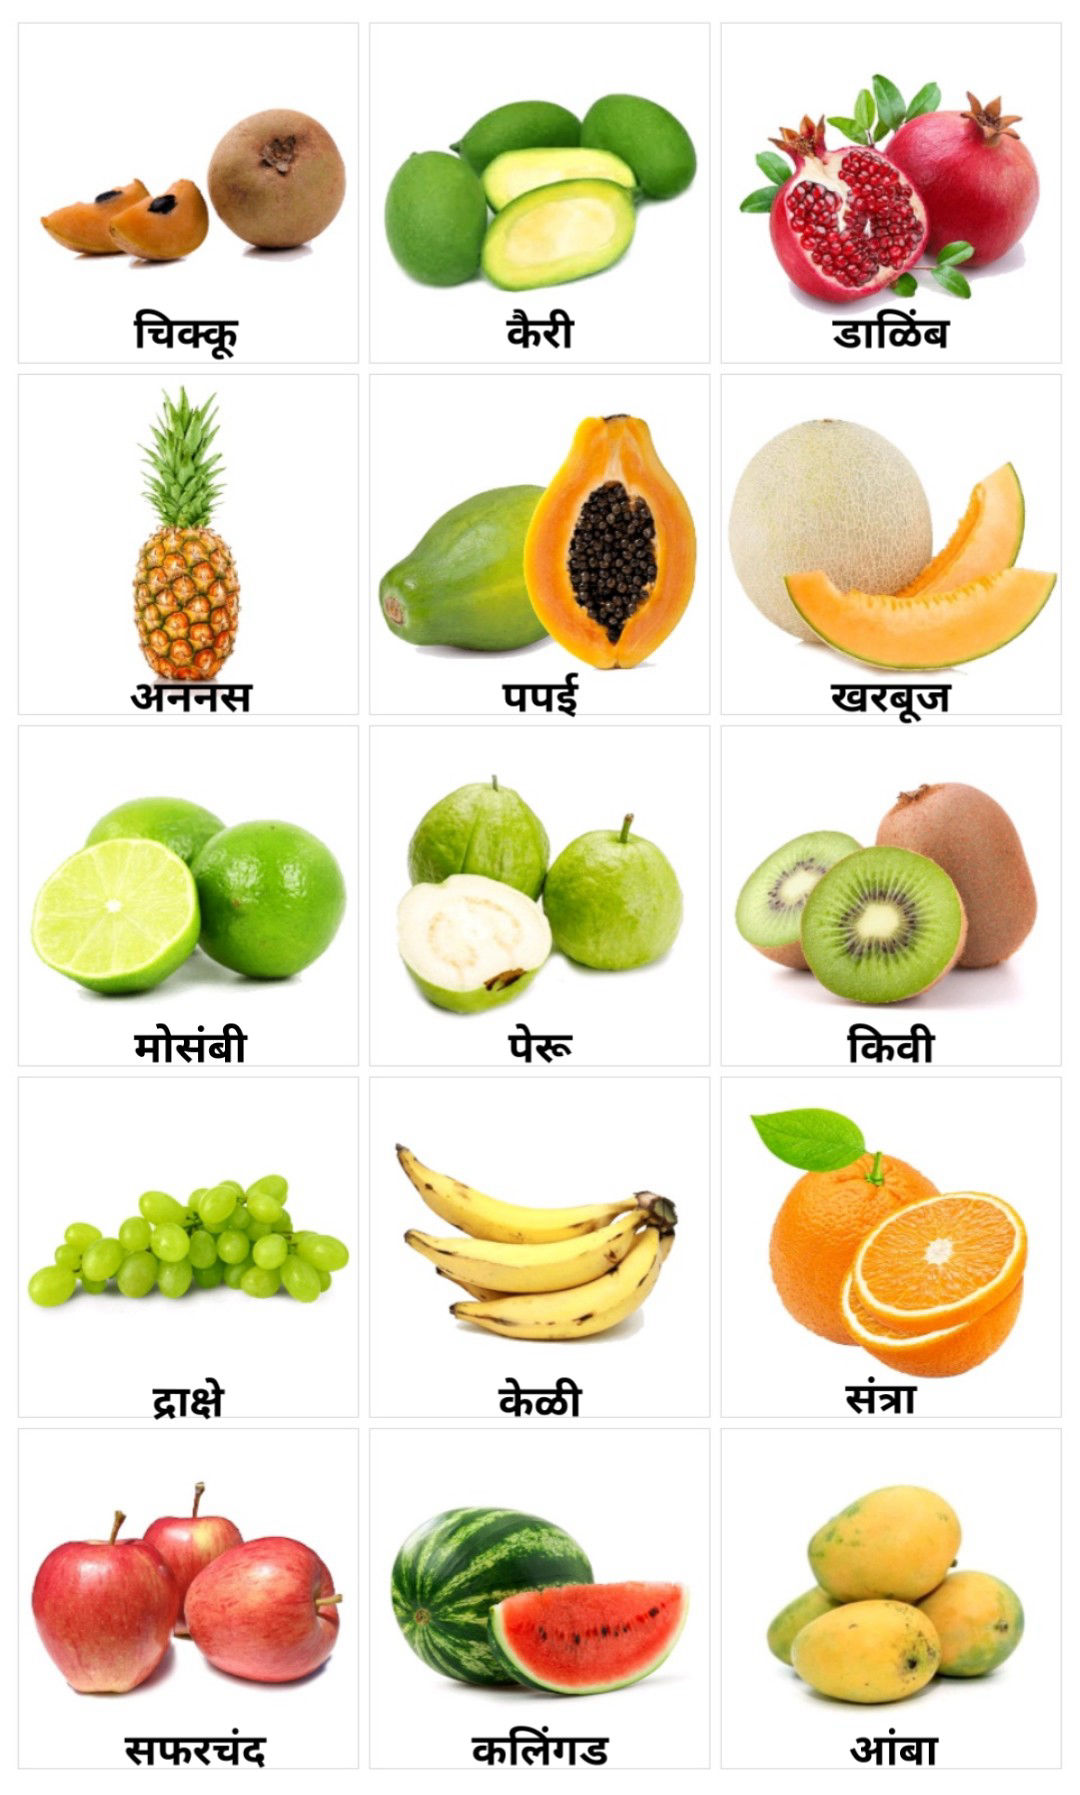 चिक्कू
कैरी
डाळिंब
अननस
पपई
खरबूज
मोसंबी
पेरू
किवी
द्राक्षे
केळी
संत्रा
सफरचंद
कलिंगड
आंबा